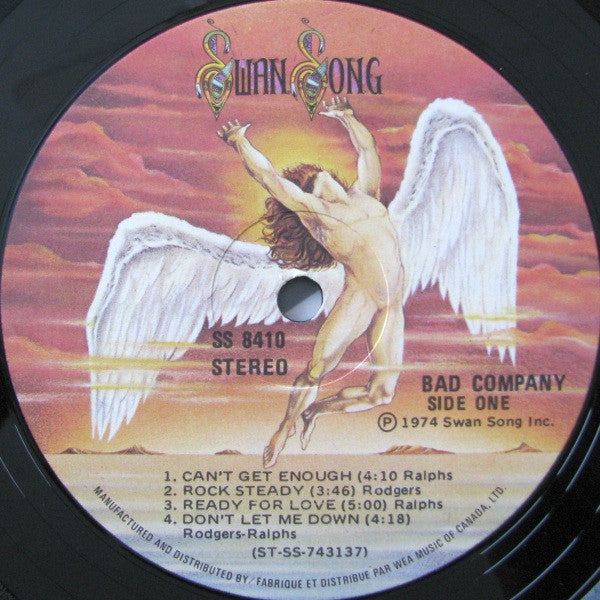 SWAN SONG
SS 8410
STEREO
BAD COMPANY
SIDE ONE
Ⓟ 1974 Swan Song Inc.
1. CAN'T GET ENOUGH (4:10 Ralphs
2. ROCK STEADY (3:46) Rodgers
3. READY FOR LOVE (5:00) Ralphs
4. DON'T LET ME DOWN (4:18)
Rodgers-Ralphs
(ST-SS-743137)
MANUFACTURED AND DISTRIBUTED BY/FABRIQUE ET DISTRIBUE PAR WEA MUSIC OF CANADA, LTD.